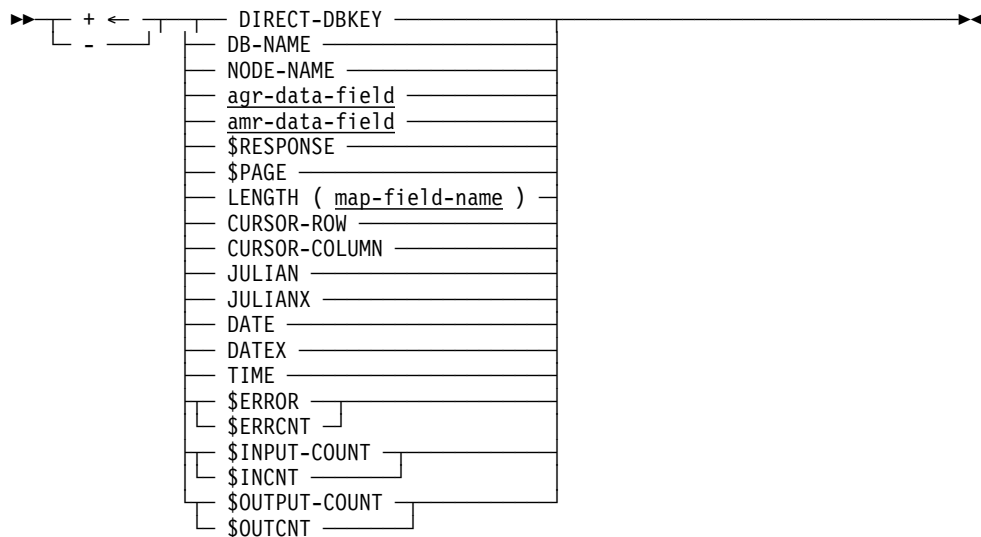 + ← DIRECT-DBKEY
- DB-NAME
NODE-NAME
agr-data-field
amr-data-field
$RESPONSE
$PAGE
LENGTH ( map-field-name )
CURSOR-ROW
CURSOR-COLUMN
JULIAN
JULIANX
DATE
DATEX
TIME
$ERROR
$ERRCNT
$INPUT-COUNT
$INCNT
$OUTPUT-COUNT
$OUTCNT